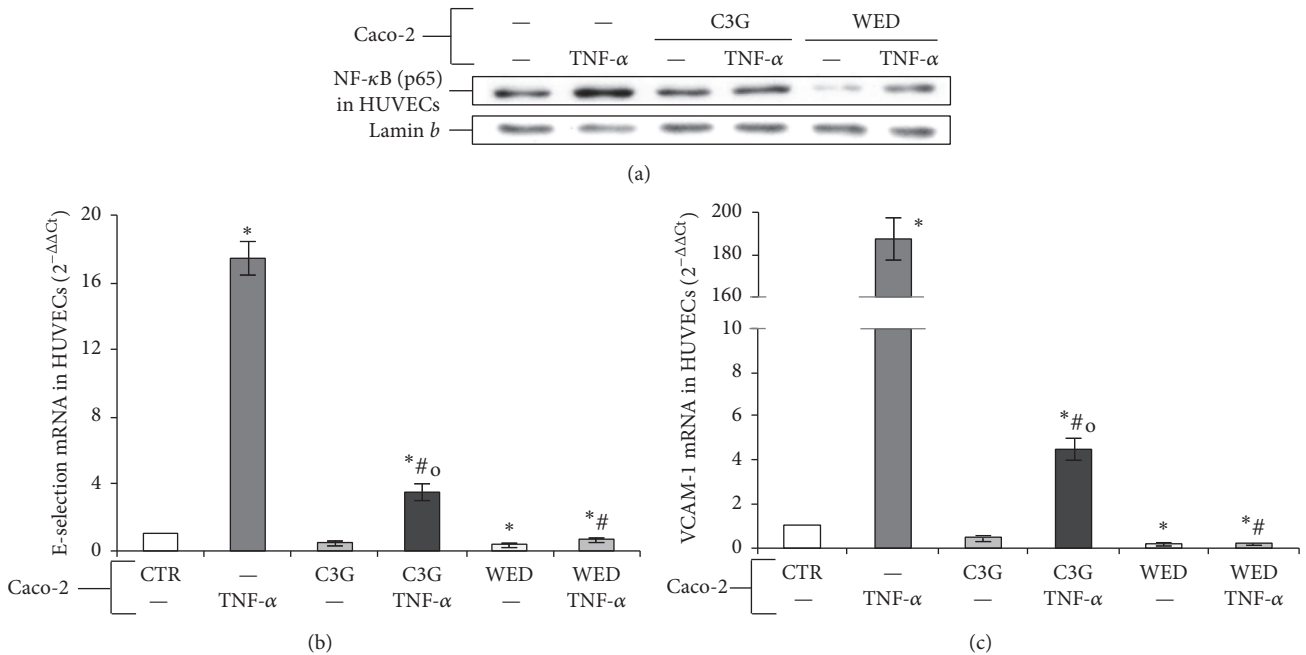 — — C3G WED
Caco-2
— TNF-α — TNF-α — TNF-α
NF-κB (p65)
in HUVECs
Lamin b
(a)
E-selection mRNA in HUVECs (2^−ΔΔCt)
20
16
12
8
4
0
*
*#o
*
*#
CTR — C3G C3G WED WED
Caco-2
— TNF-α — TNF-α — TNF-α
(b)
VCAM-1 mRNA in HUVECs (2^−ΔΔCt)
200
190
180
160
10
8
6
4
2
0
*
*#o
*
*#
CTR — C3G C3G WED WED
Caco-2
— TNF-α — TNF-α — TNF-α
(c)